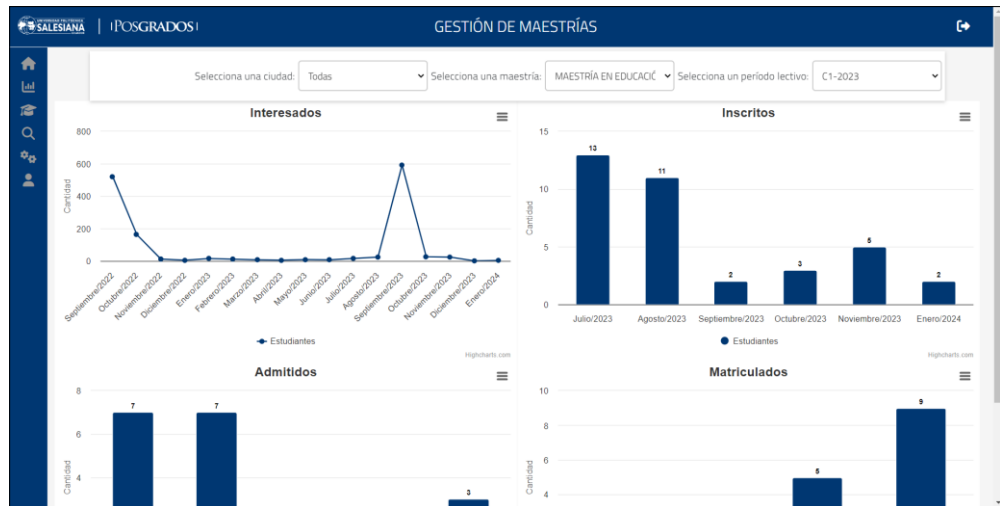 UNIVERSIDAD POLITÉCNICA
SALESIANA
POSGRADOS
GESTIÓN DE MAESTRÍAS
Selecciona una ciudad: Todas Selecciona una maestría: MAESTRÍA EN EDUCACIÓ Selecciona un período lectivo: C1-2023
Interesados
800
600
400
200
0
Cantidad
Septiembre/2022 Octubre/2022 Noviembre/2022 Diciembre/2022 Enero/2023 Febrero/2023 Marzo/2023 Abril/2023 Mayo/2023 Junio/2023 Julio/2023 Agosto/2023 Septiembre/2023 Octubre/2023 Noviembre/2023 Diciembre/2023 Enero/2024
Estudiantes
Highcharts.com
Inscritos
15
10
5
0
Cantidad
13 11 2 3 5 2
Julio/2023 Agosto/2023 Septiembre/2023 Octubre/2023 Noviembre/2023 Enero/2024
Estudiantes
Highcharts.com
Admitidos
8
6
4
Cantidad
7 7 3
Matriculados
10
8
6
4
Cantidad
5 9